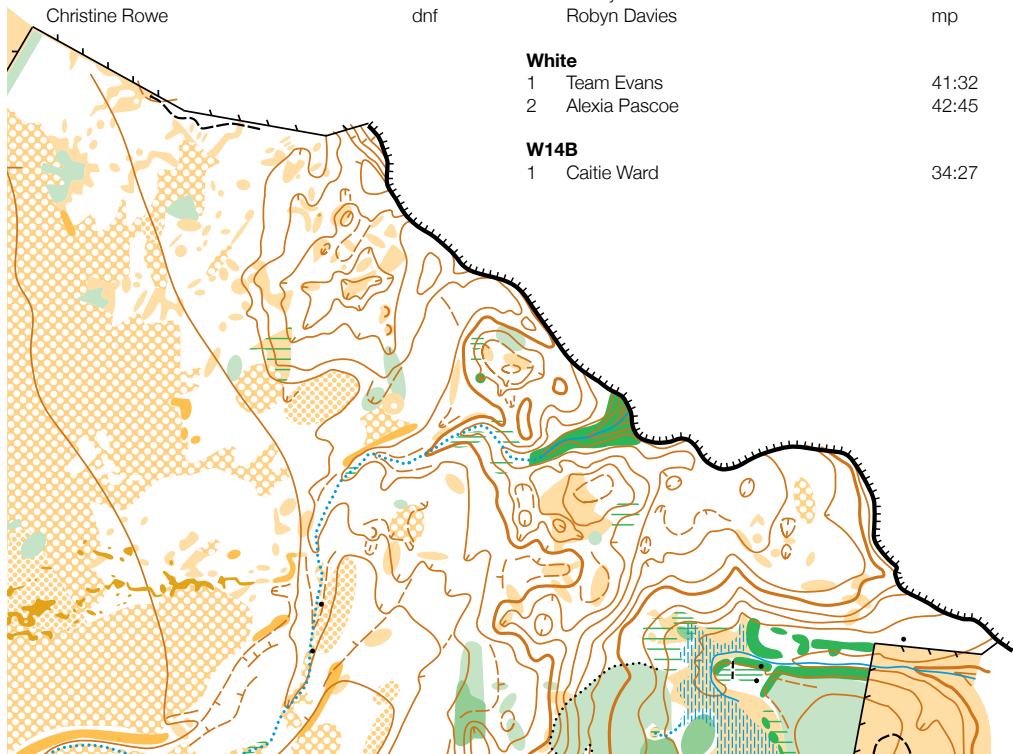 Christine Rowe dnf
Robyn Davies mp
White
1 Team Evans 41:32
2 Alexia Pascoe 42:45
W14B
1 Caitie Ward 34:27